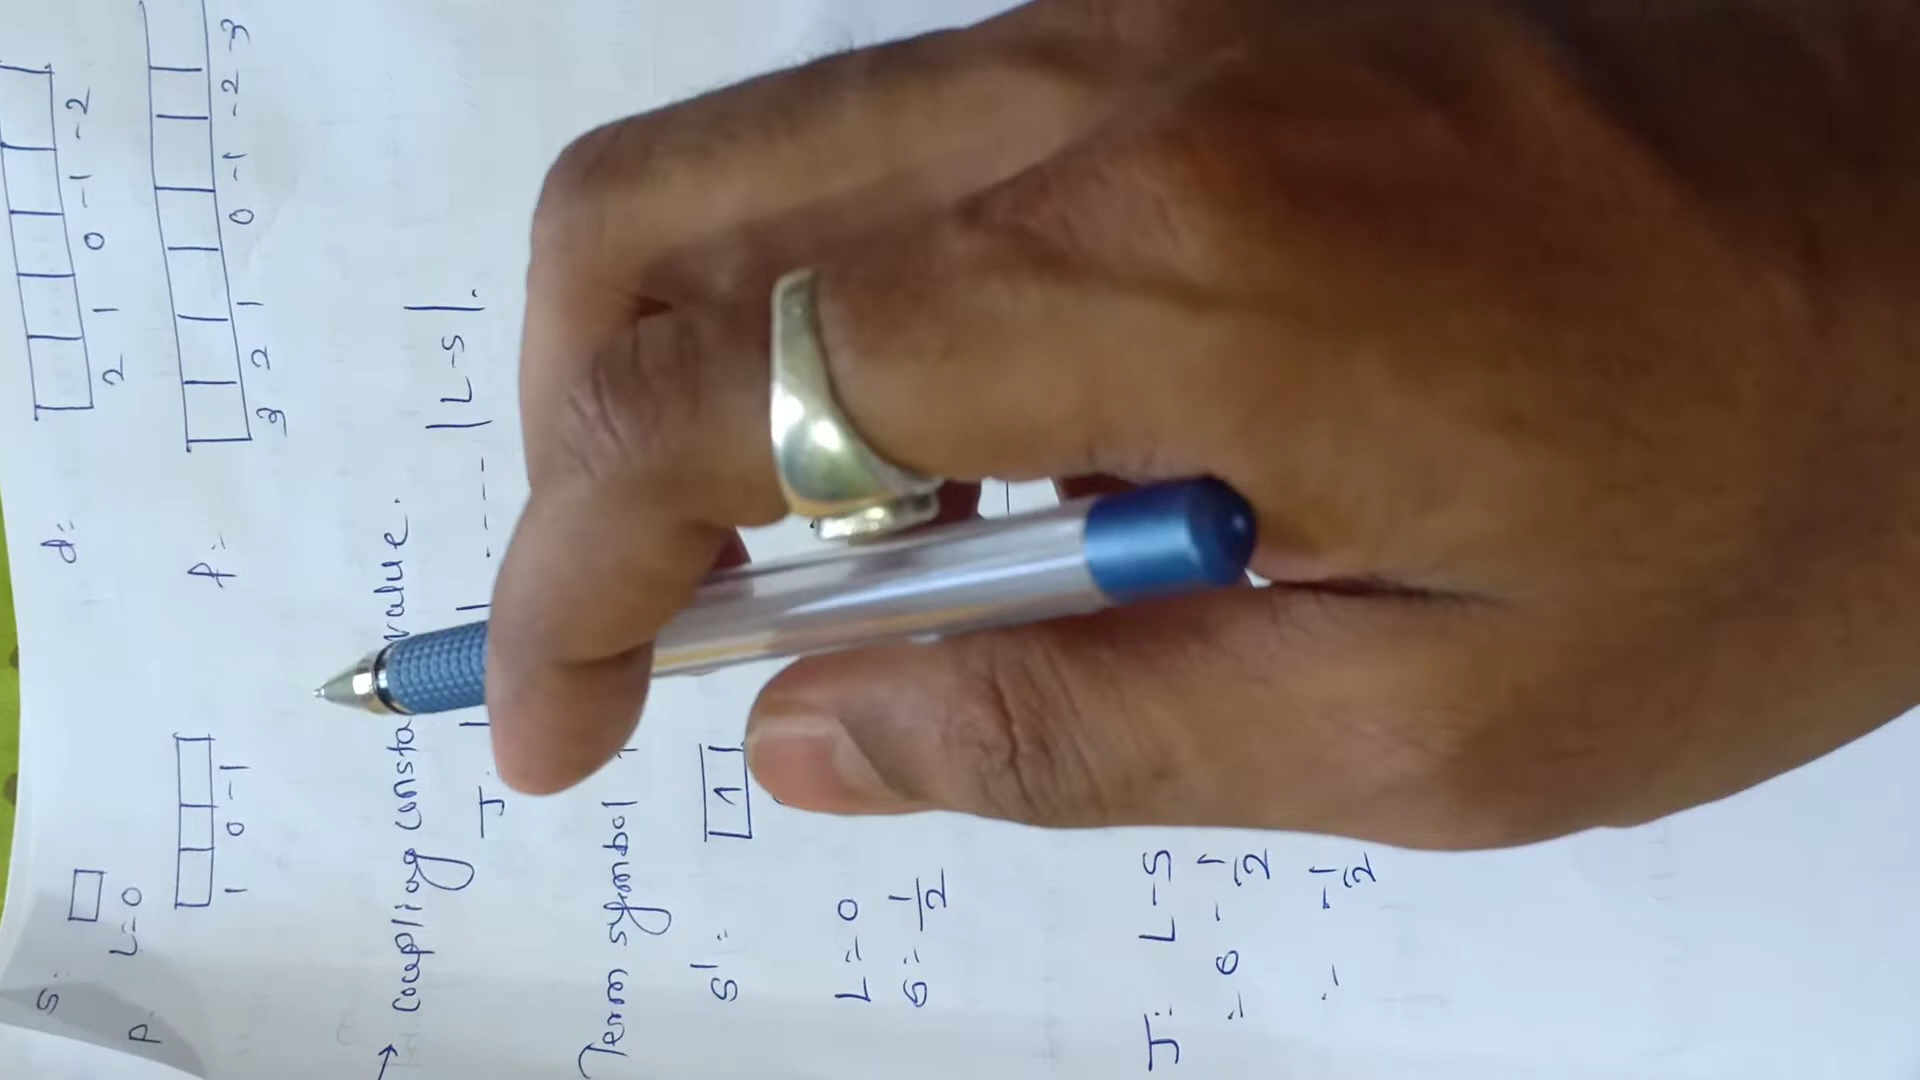 S: □ d:
L=0 2 1 0 -1 -2
P: f:
1 0 -1 3 2 1 0 -1 -2 3
→ Coupling value.
J: ---- |L-S|.
Term symbol
S¹ = 1
L = 0
S = 1/2
J: L-S
= 0 - 1/2
= -1/2